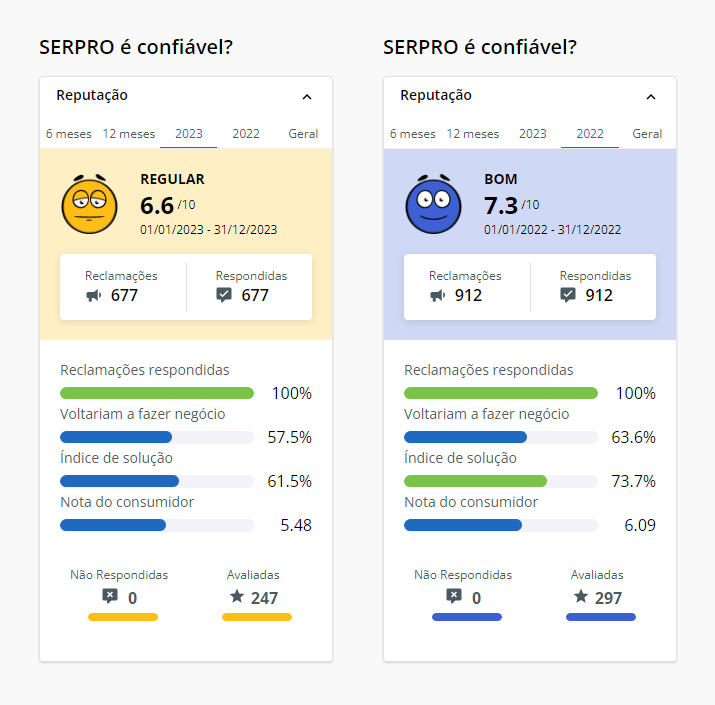 SERPRO é confiável?
Reputação
6 meses 12 meses 2023 2022 Geral
REGULAR
6.6 /10
01/01/2023 - 31/12/2023
Reclamações Respondidas
677 677
Reclamações respondidas
100%
Voltariam a fazer negócio
57.5%
Índice de solução
61.5%
Nota do consumidor
5.48
Não Respondidas Avaliadas
0 247
SERPRO é confiável?
Reputação
6 meses 12 meses 2023 2022 Geral
BOM
7.3 /10
01/01/2022 - 31/12/2022
Reclamações Respondidas
912 912
Reclamações respondidas
100%
Voltariam a fazer negócio
63.6%
Índice de solução
73.7%
Nota do consumidor
6.09
Não Respondidas Avaliadas
0 297